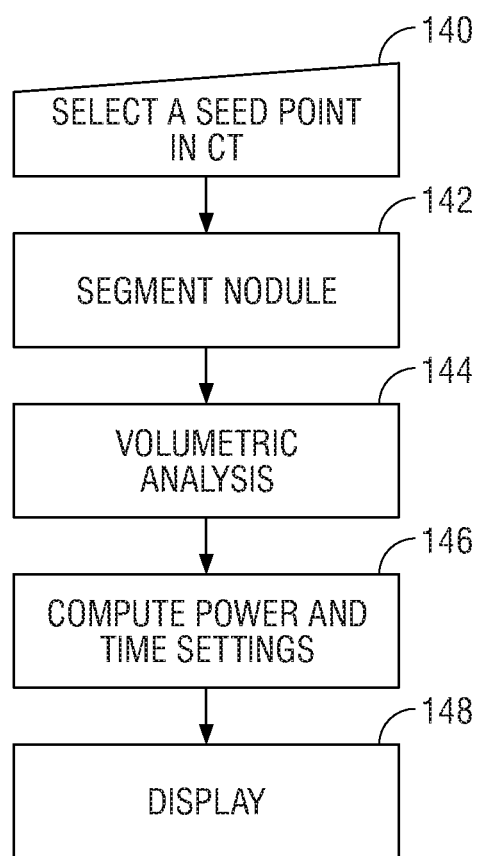 140
SELECT A SEED POINT
IN CT
142
SEGMENT NODULE
144
VOLUMETRIC
ANALYSIS
146
COMPUTE POWER AND
TIME SETTINGS
148
DISPLAY